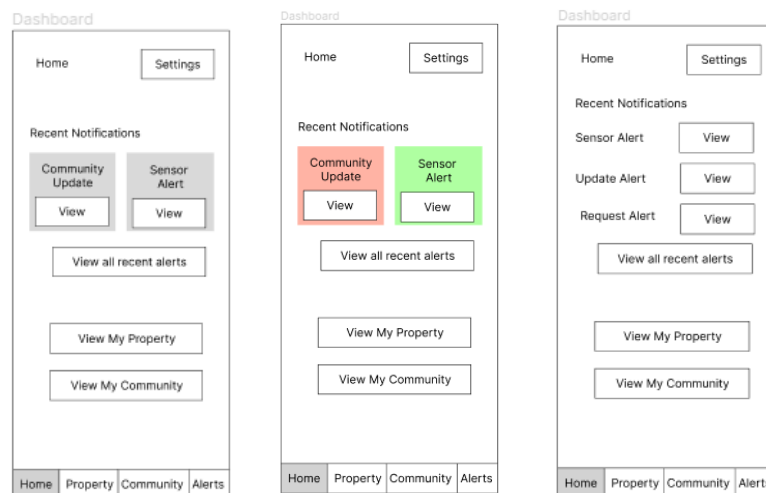 Dashboard
Home
Settings
Recent Notifications
Community
Update
View
Sensor
Alert
View
View all recent alerts
View My Property
View My Community
Home Property Community Alerts
Dashboard
Home
Settings
Recent Notifications
Community
Update
View
Sensor
Alert
View
View all recent alerts
View My Property
View My Community
Home Property Community Alerts
Dashboard
Home
Settings
Recent Notifications
Sensor Alert View
Update Alert View
Request Alert View
View all recent alerts
View My Property
View My Community
Home Property Community Alert